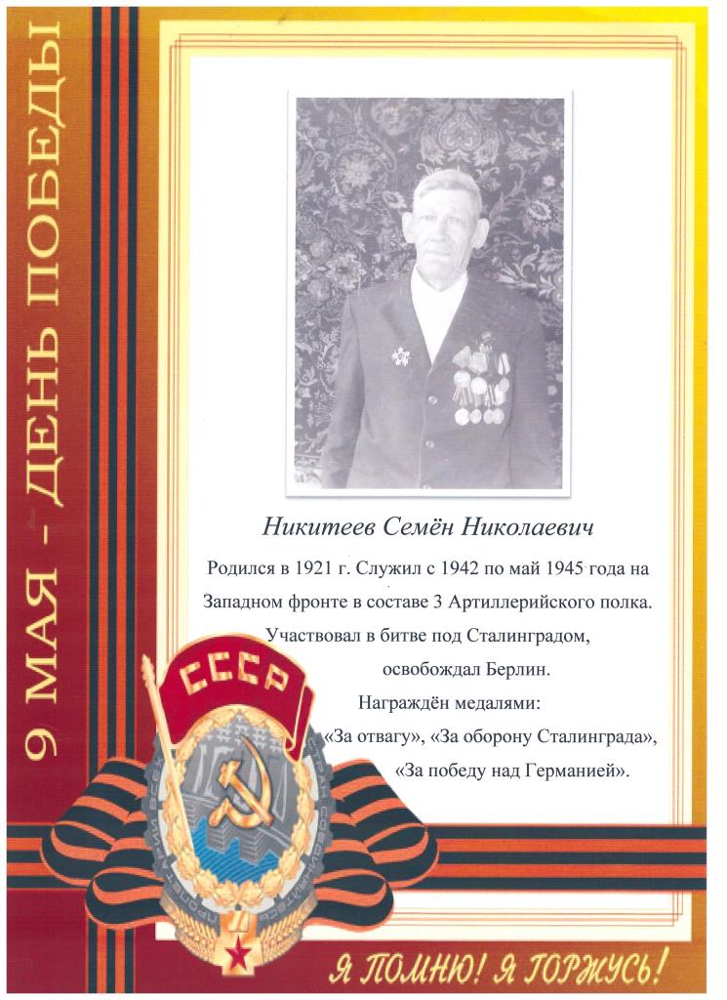 9 МАЯ - ДЕНЬ ПОБЕДЫ
Никитеев Семён Николаевич
Родился в 1921 г. Служил с 1942 по май 1945 года на
Западном фронте в составе 3 Артиллерийского полка.
Участвовал в битве под Сталинградом,
освобождал Берлин.
Награждён медалями:
«За отвагу», «За оборону Сталинграда»,
«За победу над Германией».
СССР
Я ПОМНЮ! Я ГОРЖУСЬ!